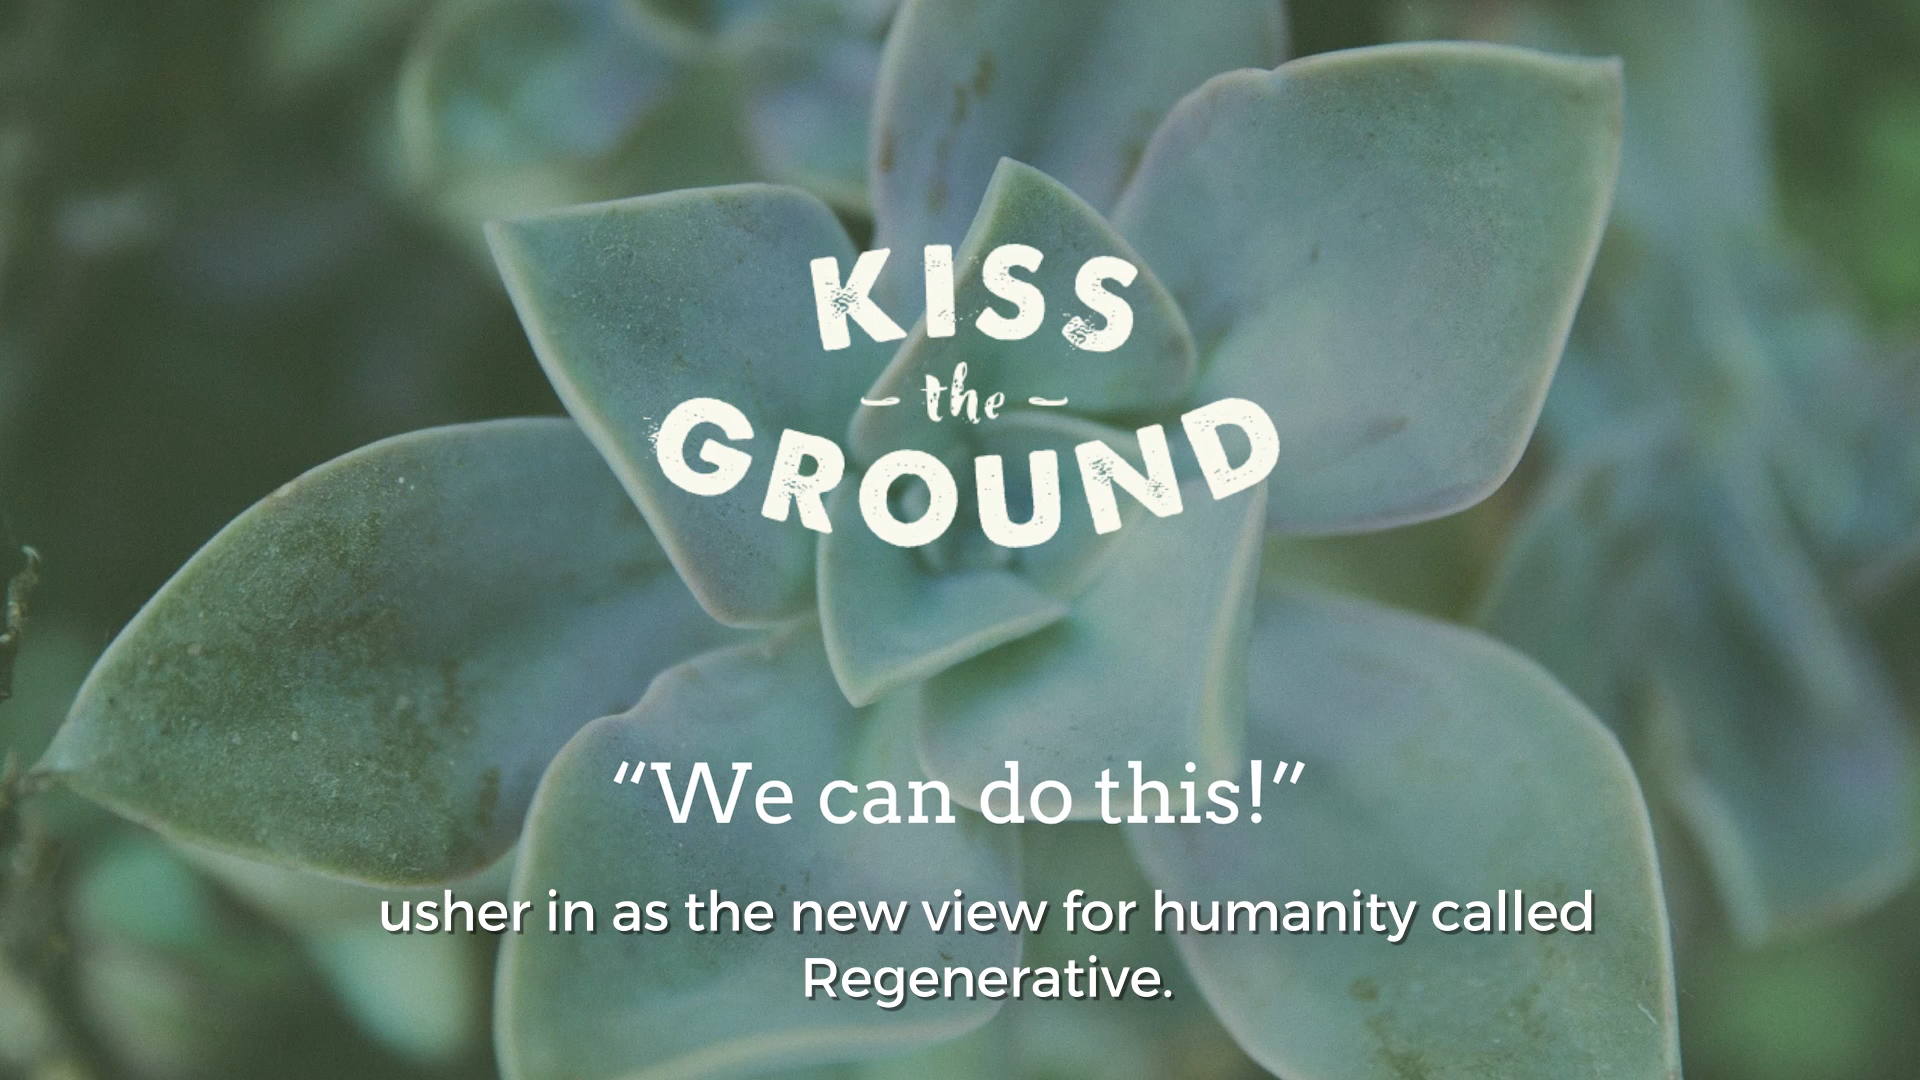 KISS
– the –
GROUND
“We can do this!”
usher in as the new view for humanity called
Regenerative.